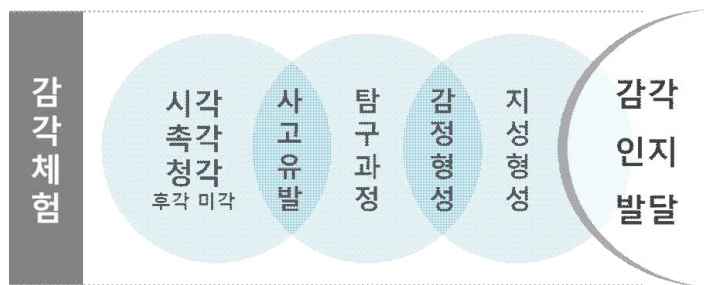 감각체험
시각
촉각
청각
후각 미각
사고유발
탐구과정
감정형성
지성형성
감각
인지
발달